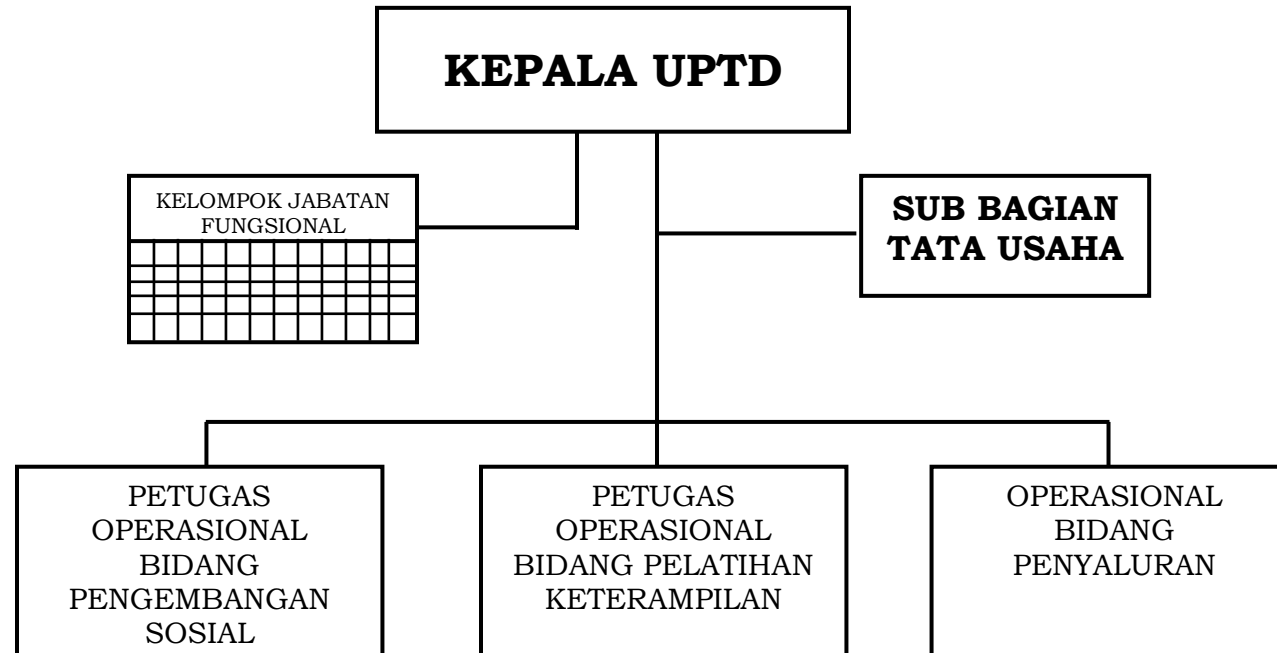 KEPALA UPTD
KELOMPOK JABATAN
FUNGSIONAL
SUB BAGIAN
TATA USAHA
PETUGAS
OPERASIONAL
BIDANG
PENGEMBANGAN
SOSIAL
PETUGAS
OPERASIONAL
BIDANG PELATIHAN
KETERAMPILAN
OPERASIONAL
BIDANG
PENYALURAN